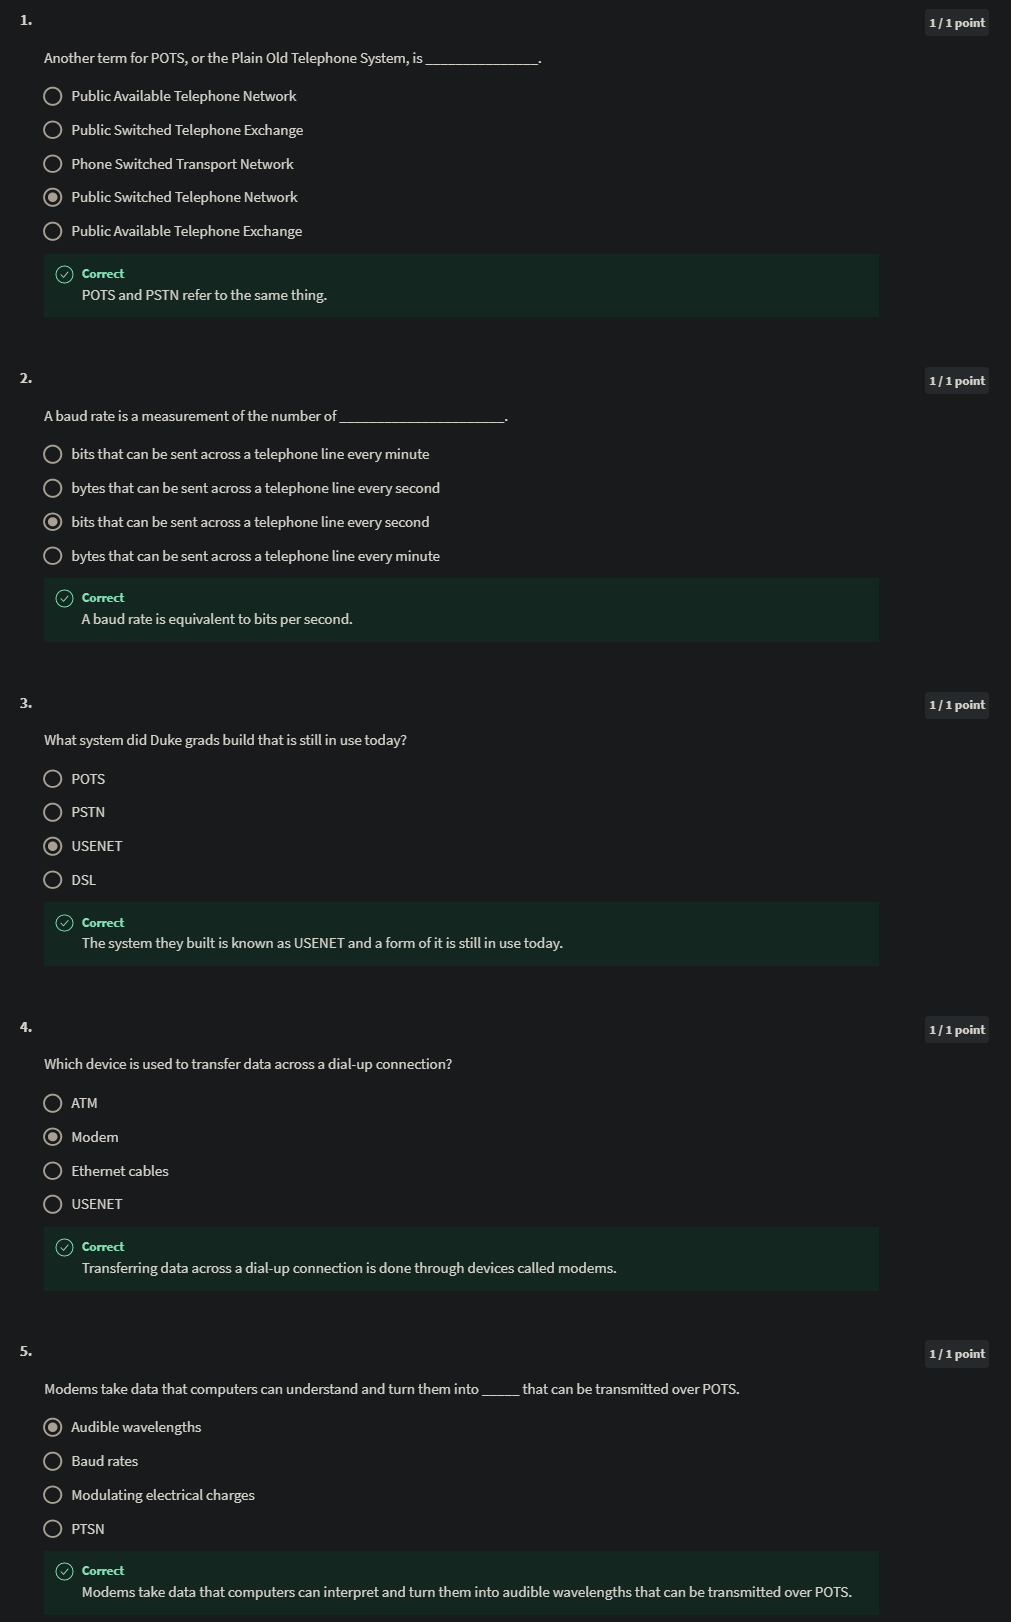 1.
1 / 1 point
Another term for POTS, or the Plain Old Telephone System, is _______________.
Public Available Telephone Network
Public Switched Telephone Exchange
Phone Switched Transport Network
Public Switched Telephone Network
Public Available Telephone Exchange
Correct
POTS and PSTN refer to the same thing.
2.
1 / 1 point
A baud rate is a measurement of the number of ______________________.
bits that can be sent across a telephone line every minute
bytes that can be sent across a telephone line every second
bits that can be sent across a telephone line every second
bytes that can be sent across a telephone line every minute
Correct
A baud rate is equivalent to bits per second.
3.
1 / 1 point
What system did Duke grads build that is still in use today?
POTS
PSTN
USENET
DSL
Correct
The system they built is known as USENET and a form of it is still in use today.
4.
1 / 1 point
Which device is used to transfer data across a dial-up connection?
ATM
Modem
Ethernet cables
USENET
Correct
Transferring data across a dial-up connection is done through devices called modems.
5.
1 / 1 point
Modems take data that computers can understand and turn them into _____ that can be transmitted over POTS.
Audible wavelengths
Baud rates
Modulating electrical charges
PTSN
Correct
Modems take data that computers can interpret and turn them into audible wavelengths that can be transmitted over POTS.